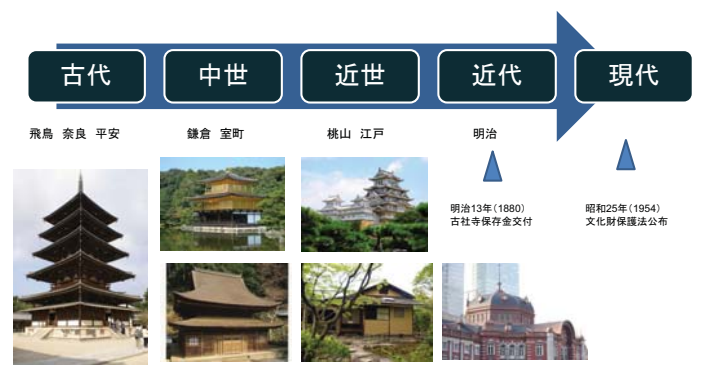 古代
中世
近世
近代
現代
飛鳥 奈良 平安
鎌倉 室町
桃山 江戸
明治
明治13年(1880)
古社寺保存金交付
昭和25年(1954)
文化財保護法公布